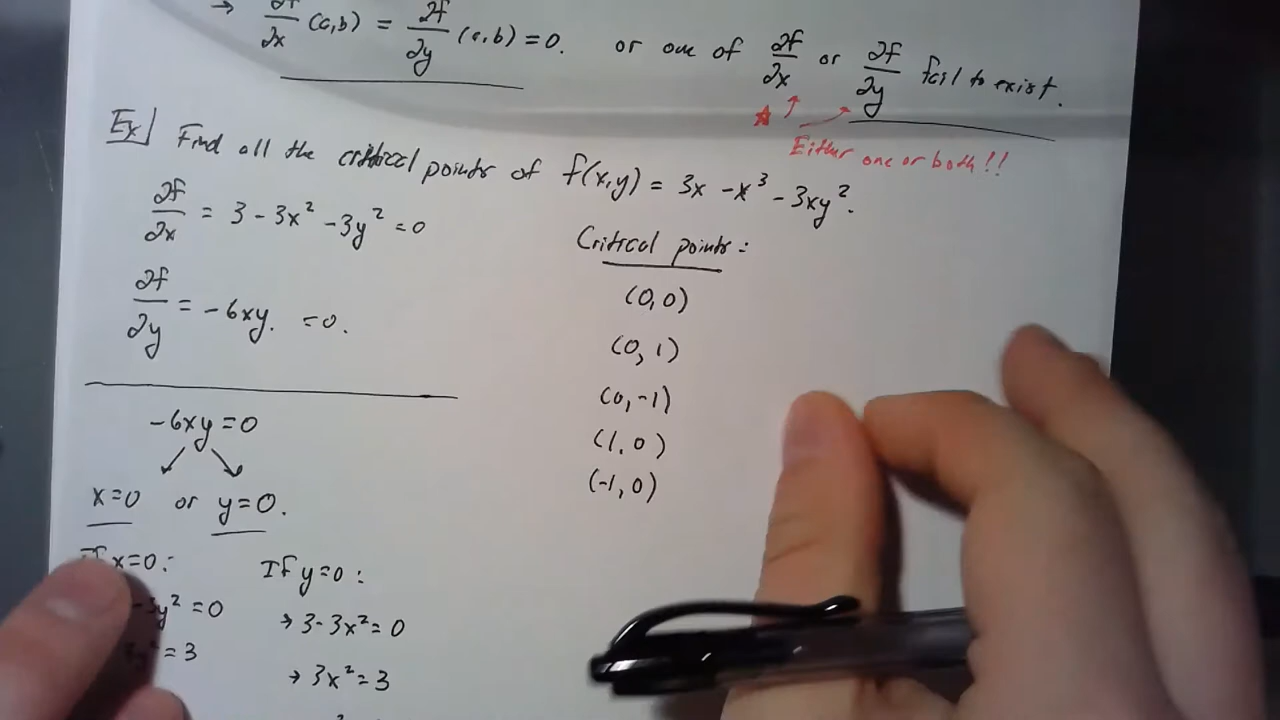 → ∂f/∂x (a,b) = ∂f/∂y (a,b) = 0. or one of ∂f/∂x or ∂f/∂y fail to exist.
Either one or both!!
Ex| Find all the critical points of f(x,y) = 3x - x³ - 3xy².
∂f/∂x = 3 - 3x² - 3y² = 0
∂f/∂y = -6xy. = 0.
-6xy = 0
x=0 or y=0.
If x=0:
-3y² = 0
= 3
If y=0:
→ 3-3x² = 0
→ 3x² = 3
Critical points:
(0,0)
(0,1)
(0,-1)
(1,0)
(-1,0)